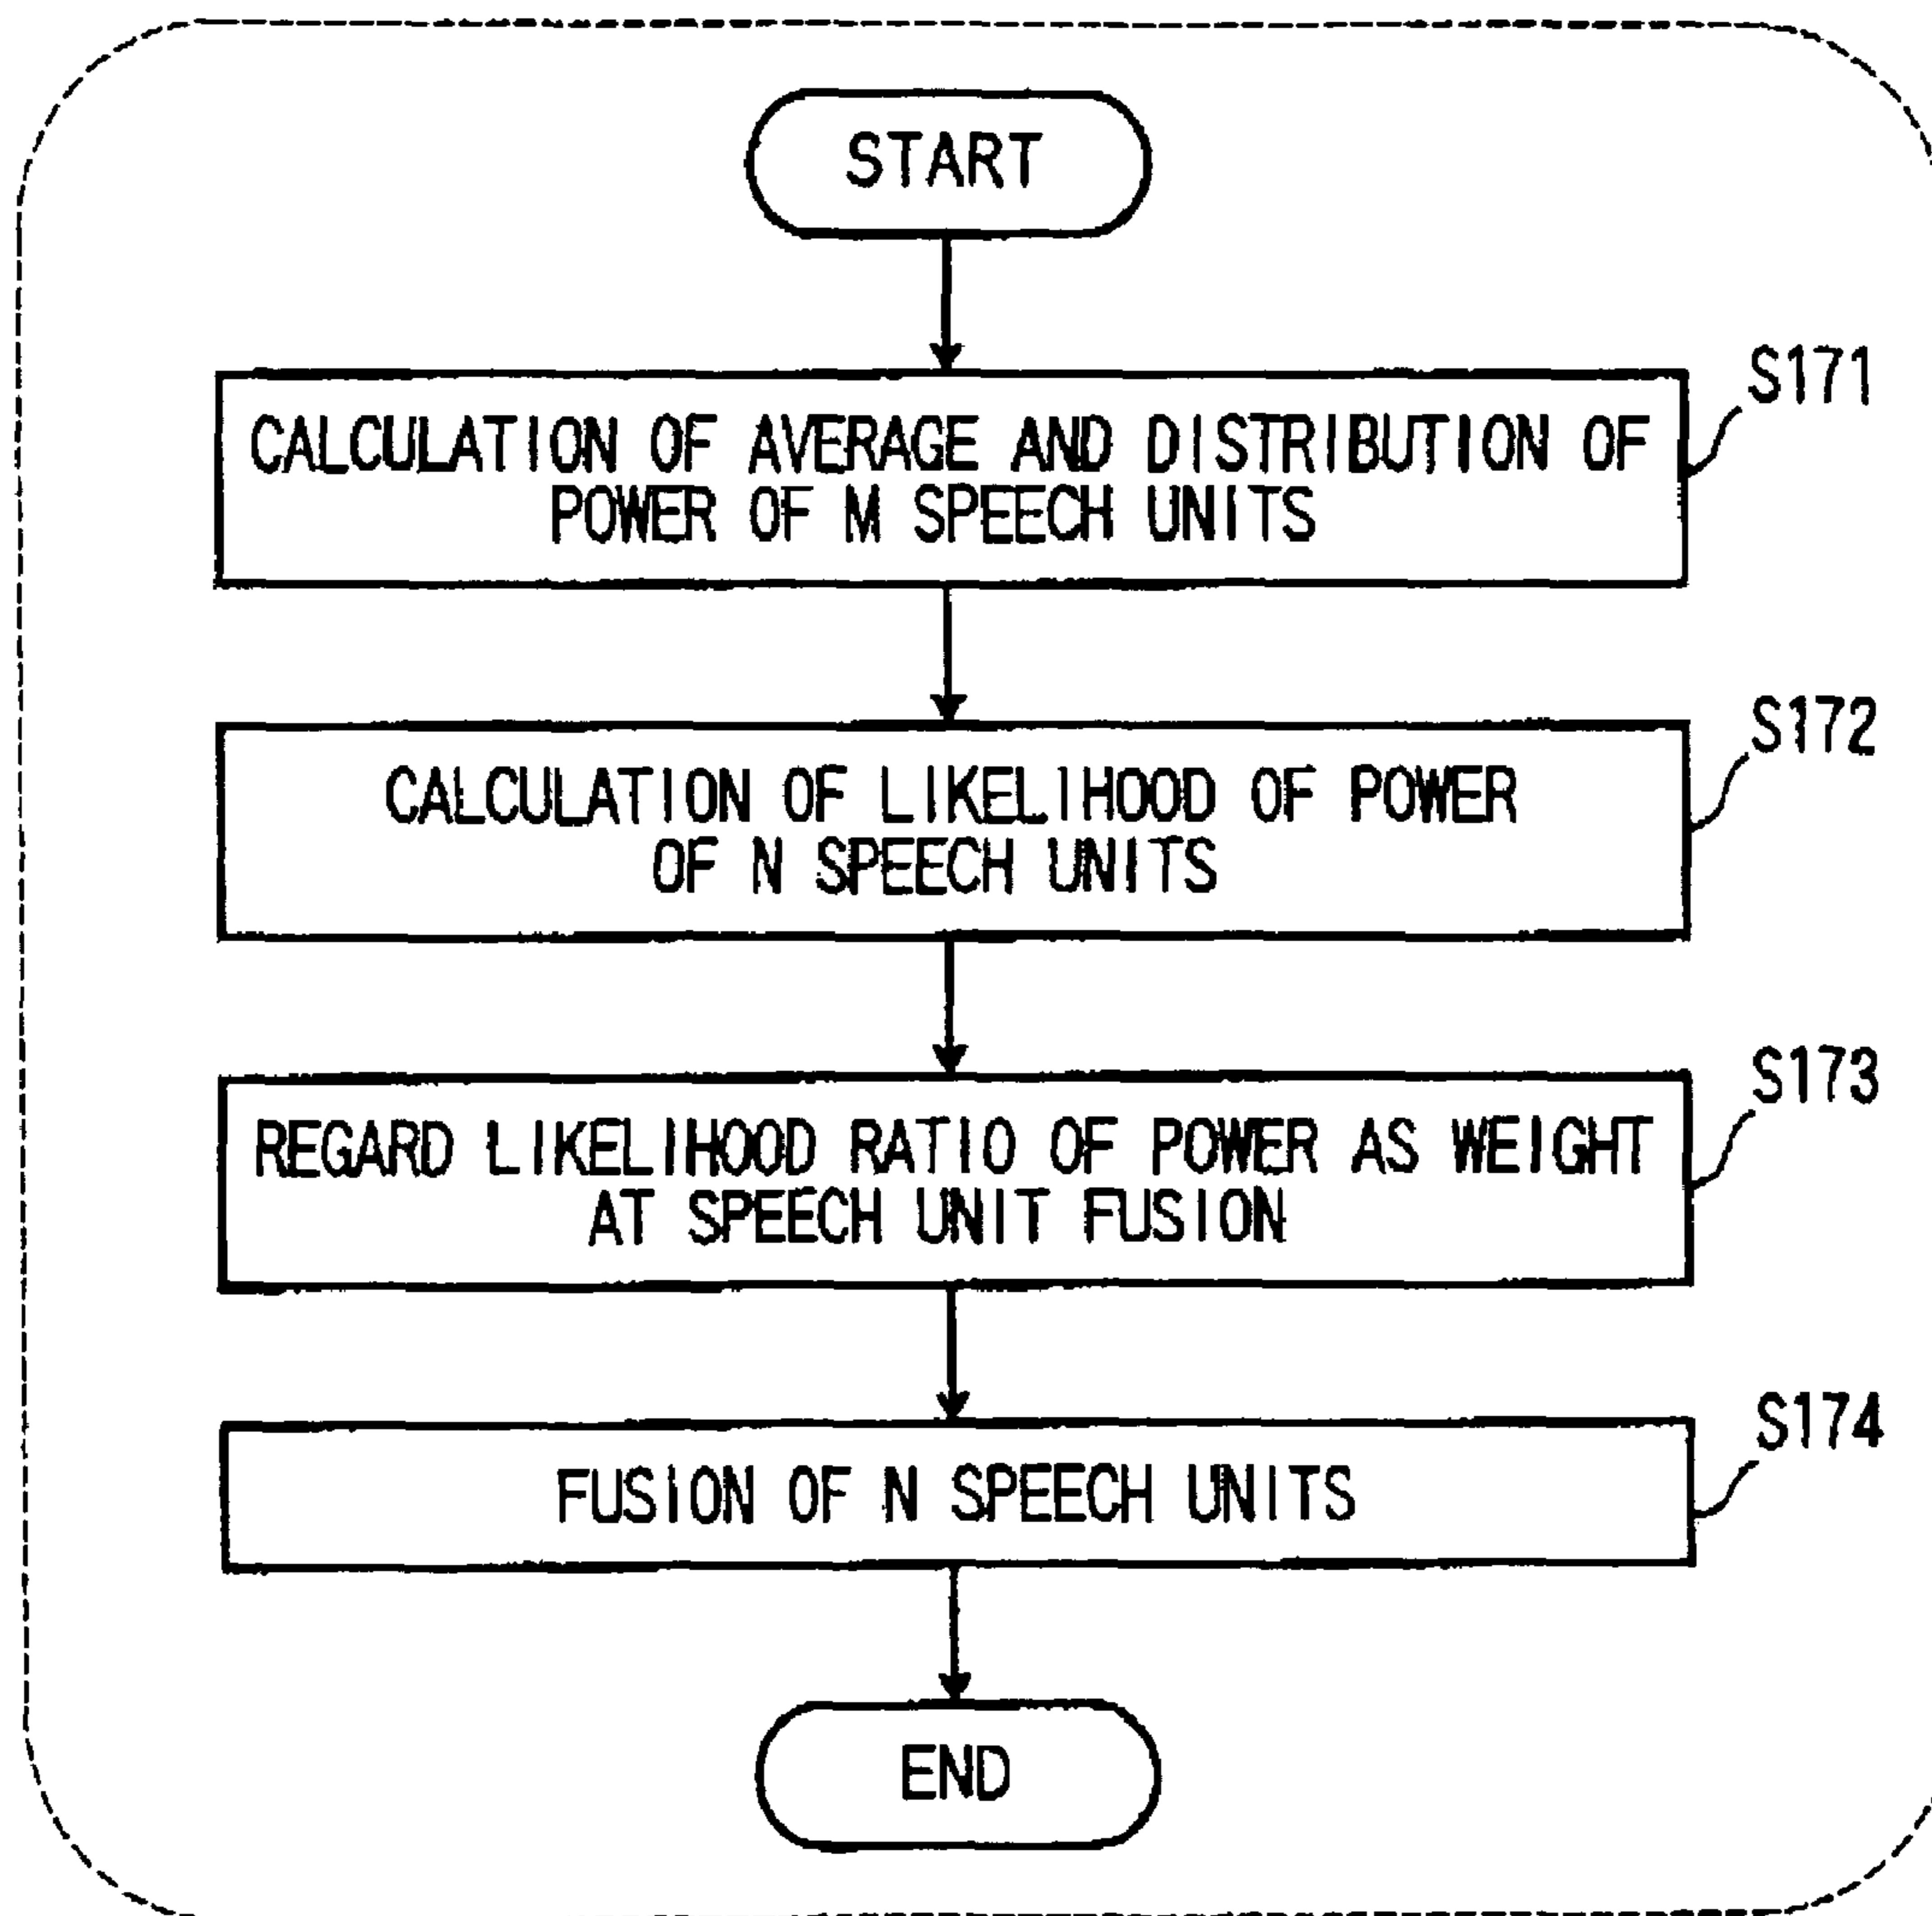 START
S171
CALCULATION OF AVERAGE AND DISTRIBUTION OF
POWER OF M SPEECH UNITS
S172
CALCULATION OF LIKELIHOOD OF POWER
OF N SPEECH UNITS
S173
REGARD LIKELIHOOD RATIO OF POWER AS WEIGHT
AT SPEECH UNIT FUSION
S174
FUSION OF N SPEECH UNITS
END